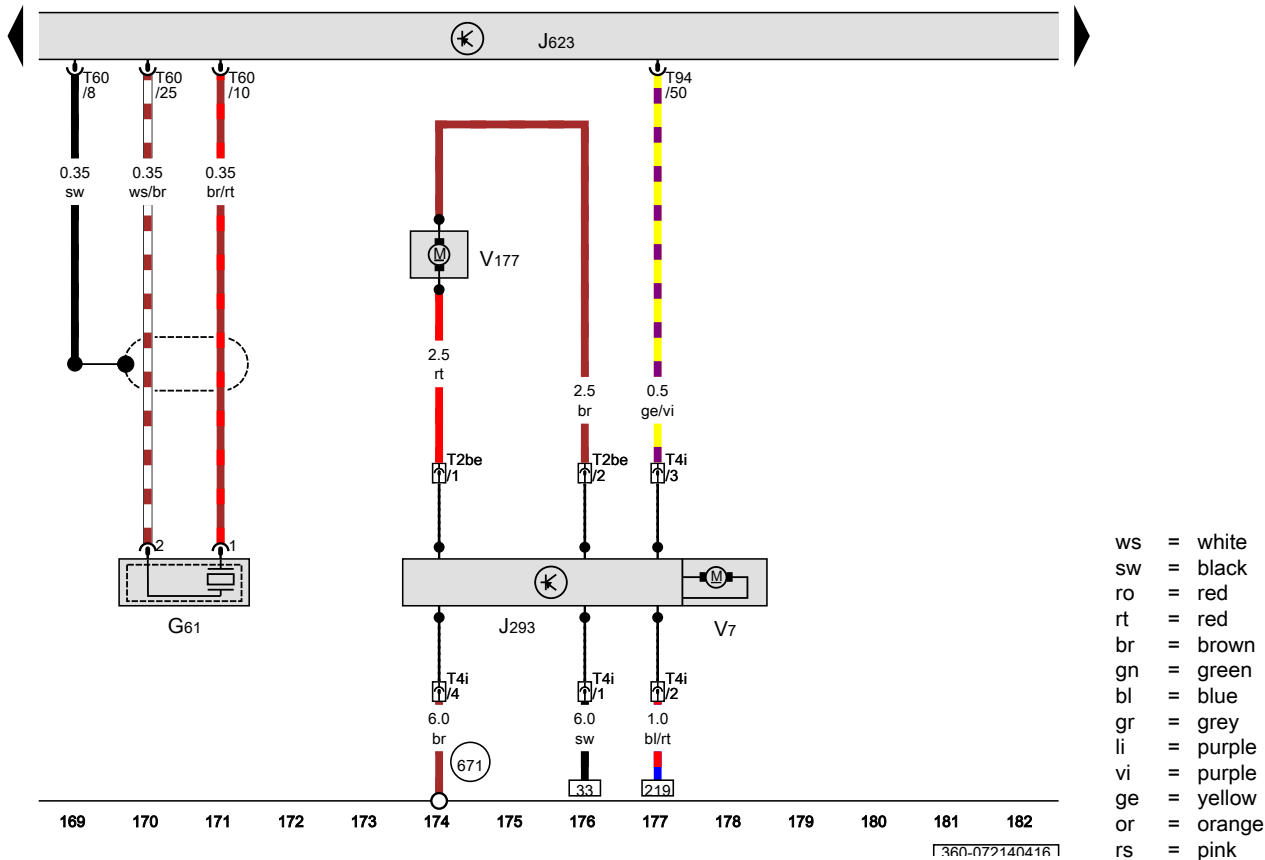 J623
T60 T60 T60 T94
/8 /25 /10 /50
0.35 0.35 0.35
sw ws/br br/rt
M V177
2.5
rt
2.5 0.5
br ge/vi
T2be T2be T4i
/1 /2 /3
2 1
M
G61 J293 V7
T4i T4i T4i
/4 /1 /2
6.0 6.0 1.0
br sw bl/rt
671
33 219
169 170 171 172 173 174 175 176 177 178 179 180 181 182
360-072140416
ws = white
sw = black
ro = red
rt = red
br = brown
gn = green
bl = blue
gr = grey
li = purple
vi = purple
ge = yellow
or = orange
rs = pink